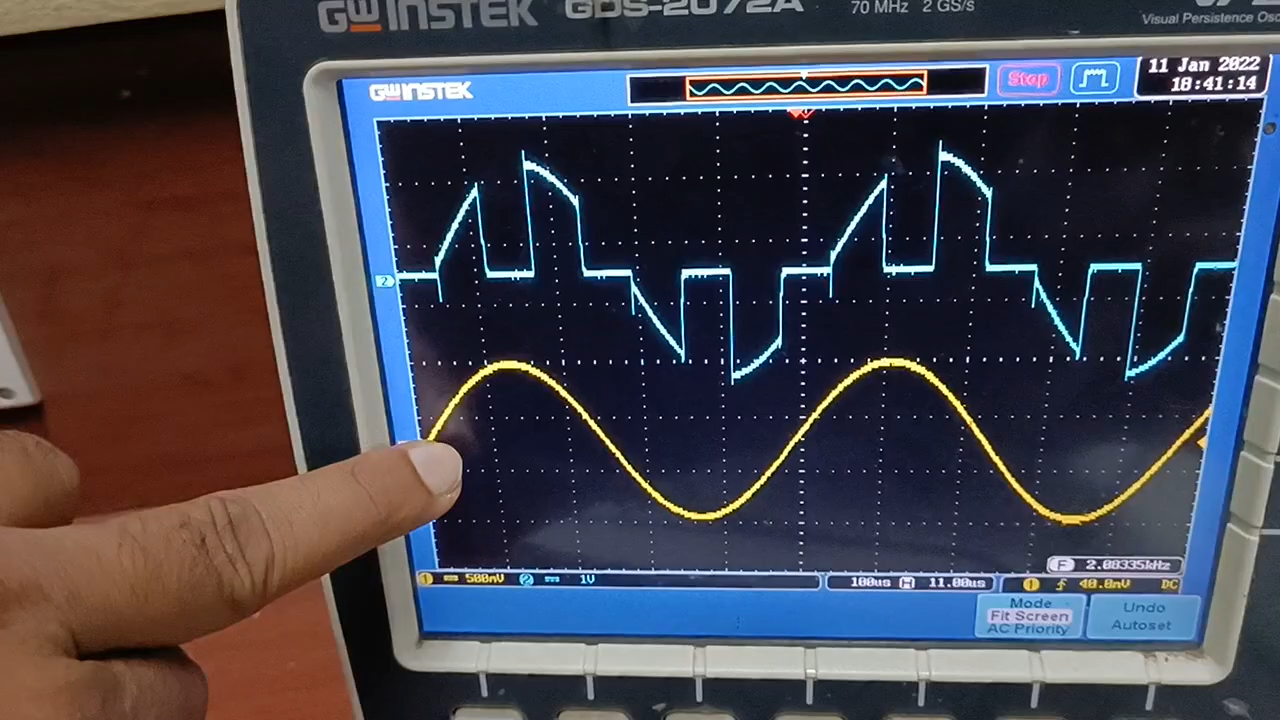 GW INSTEK GDS-2072A 70 MHz 2 GS/s
Visual Persistence
GW INSTEK
Stop
11 Jan 2022
18:41:14
2
F 2.08335kHz
1 500mV 2 1V 100us H 11.00us 1 40.0mV DC
Mode
Fit Screen
AC Priority
Undo
Autoset